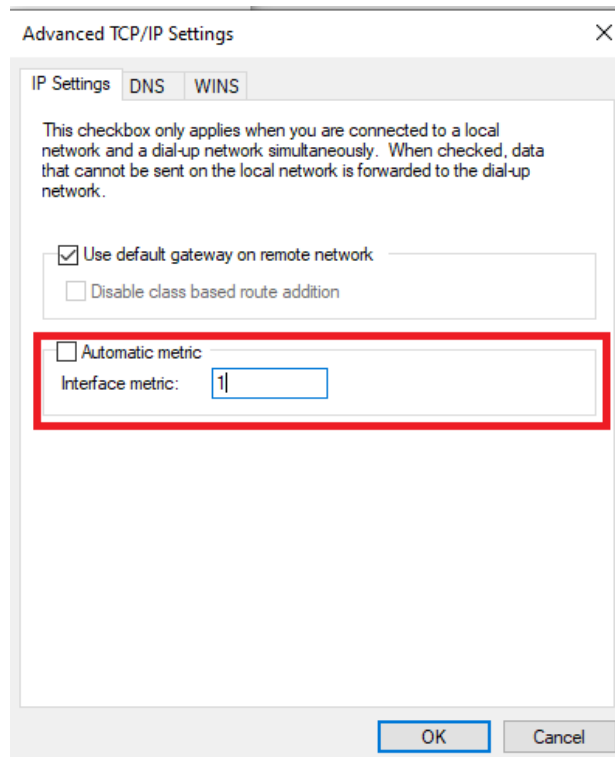 Advanced TCP/IP Settings
IP Settings DNS WINS
This checkbox only applies when you are connected to a local
network and a dial-up network simultaneously. When checked, data
that cannot be sent on the local network is forwarded to the dial-up
network.
Use default gateway on remote network
Disable class based route addition
Automatic metric
Interface metric: 1
OK Cancel